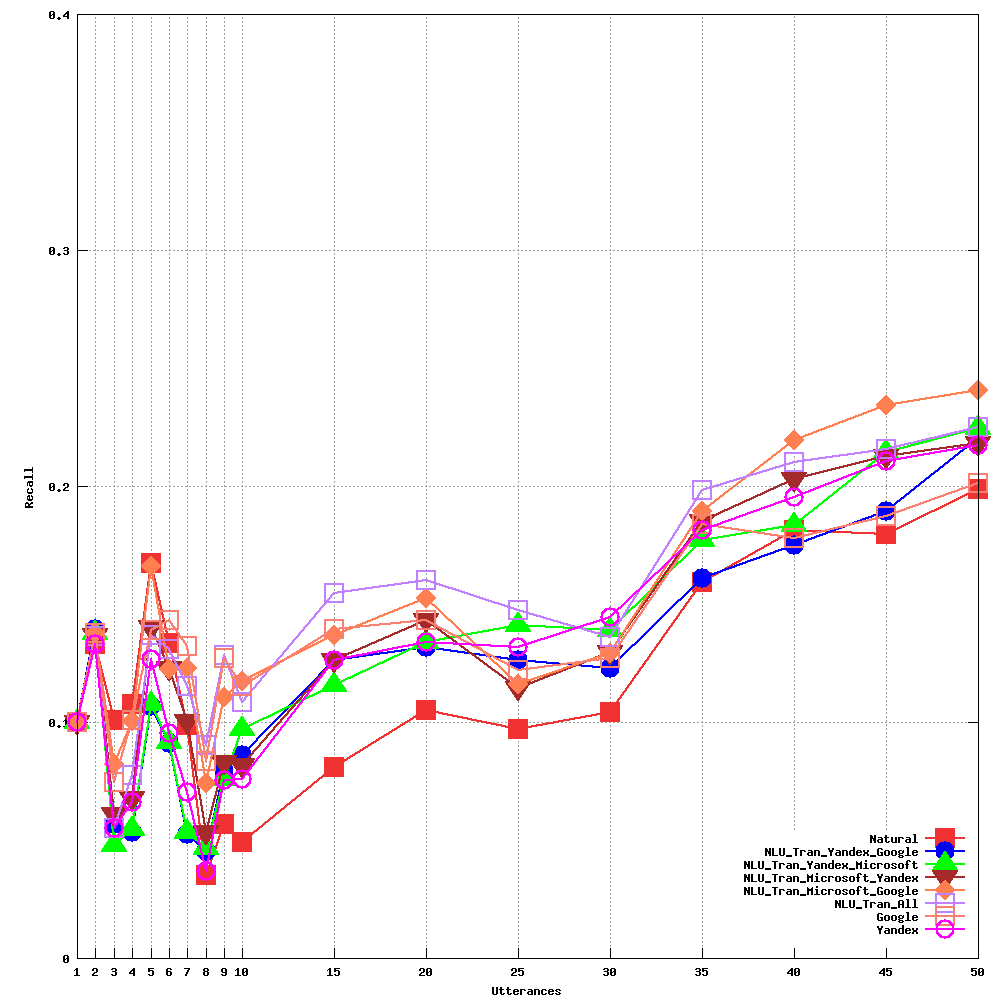 0.4
0.3
0.2
0.1
0
Recall
1 2 3 4 5 6 7 8 9 10 15 20 25 30 35 40 45 50
Utterances
Natural
NLU_Tran_Yandex_Google
NLU_Tran_Yandex_Microsoft
NLU_Tran_Microsoft_Yandex
NLU_Tran_Microsoft_Google
NLU_Tran_All
Google
Yandex